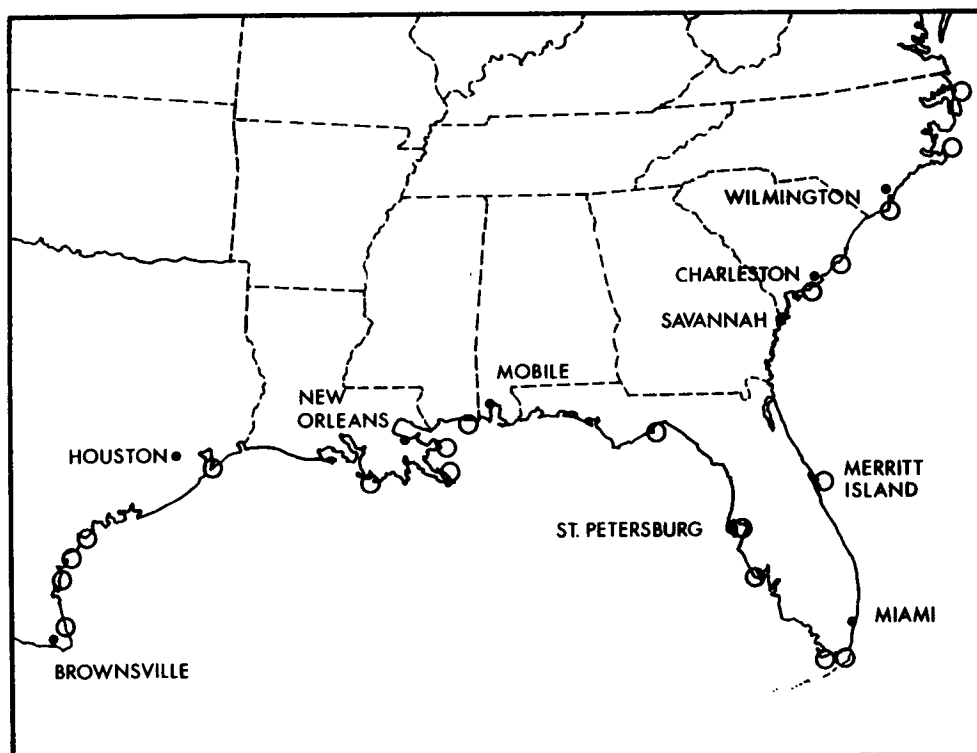 WILMINGTON
CHARLESTON
SAVANNAH
MOBILE
NEW
ORLEANS
HOUSTON
MERRITT
ISLAND
ST. PETERSBURG
MIAMI
BROWNSVILLE